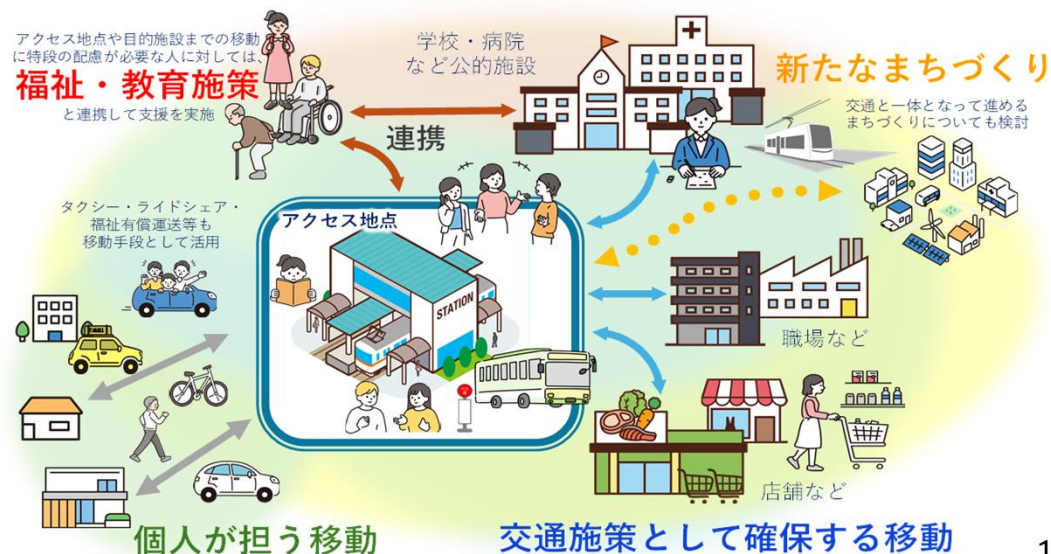 アクセス地点や目的施設までの移動
に特段の配慮が必要な人に対しては、
福祉・教育施策
と連携して支援を実施
学校・病院
など公的施設
新たなまちづくり
交通と一体となって進める
まちづくりについても検討
連携
タクシー・ライドシェア・
福祉有償運送等も
移動手段として活用
アクセス地点
STATION
職場など
店舗など
個人が担う移動
交通施策として確保する移動
1